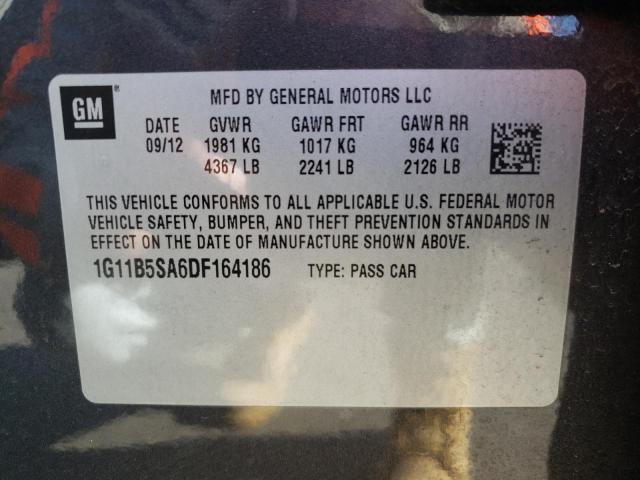 GM
MFD BY GENERAL MOTORS LLC
DATE GVWR GAWR FRT GAWR RR
09/12 1981 KG 1017 KG 964 KG
4367 LB 2241 LB 2126 LB
THIS VEHICLE CONFORMS TO ALL APPLICABLE U.S. FEDERAL MOTOR
VEHICLE SAFETY, BUMPER, AND THEFT PREVENTION STANDARDS IN
EFFECT ON THE DATE OF MANUFACTURE SHOWN ABOVE.
1G11B5SA6DF164186 TYPE: PASS CAR